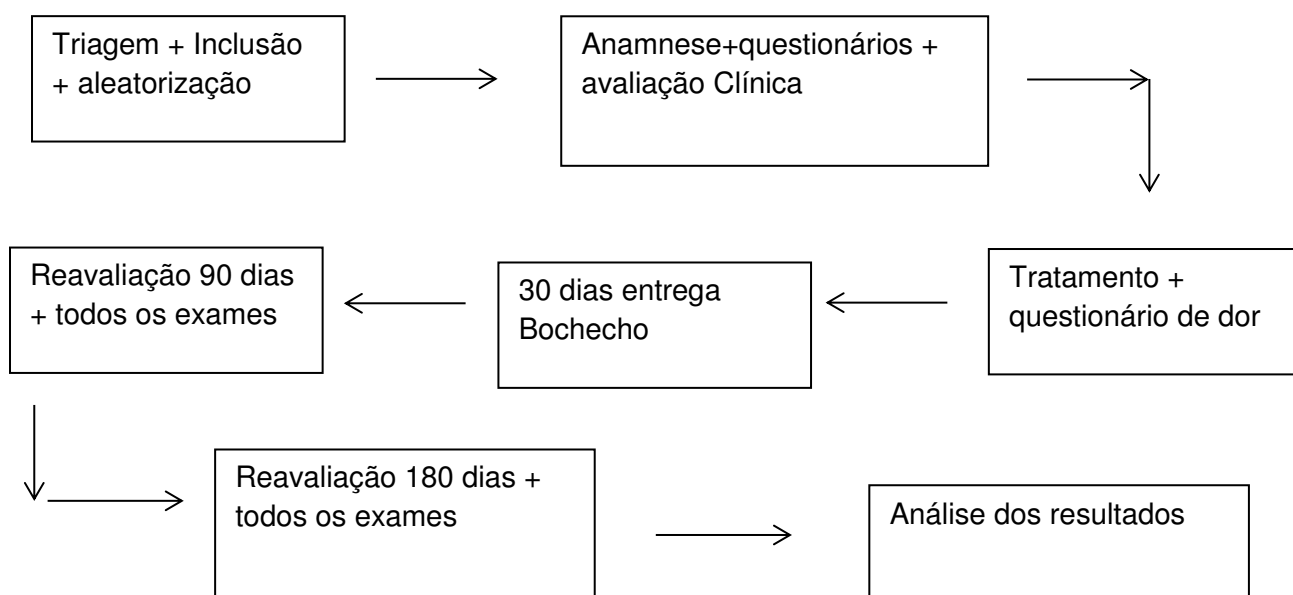 Triagem + Inclusão
+ aleatorização
Anamnese+questionários +
avaliação Clínica
Tratamento +
questionário de dor
30 dias entrega
Bochecho
Reavaliação 90 dias
+ todos os exames
Reavaliação 180 dias +
todos os exames
Análise dos resultados